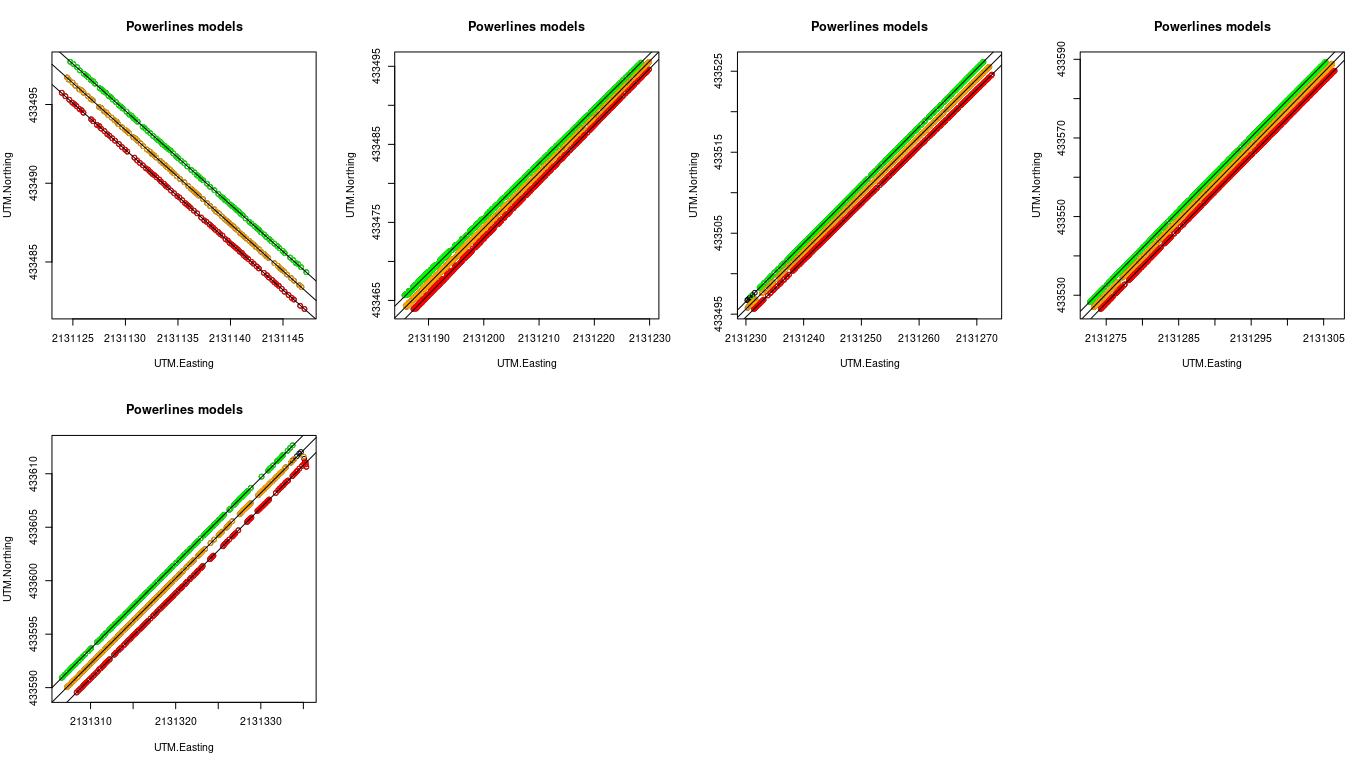 Powerlines models
UTM.Northing
433485
433490
433495
2131125 2131130 2131135 2131140 2131145
UTM.Easting
Powerlines models
UTM.Northing
433465
433475
433485
433495
2131190 2131200 2131210 2131220 2131230
UTM.Easting
Powerlines models
UTM.Northing
433495
433505
433515
433525
2131230 2131240 2131250 2131260 2131270
UTM.Easting
Powerlines models
UTM.Northing
433530
433550
433570
433590
2131275 2131285 2131295 2131305
UTM.Easting
Powerlines models
UTM.Northing
433590
433595
433600
433605
433610
2131310 2131320 2131330
UTM.Easting